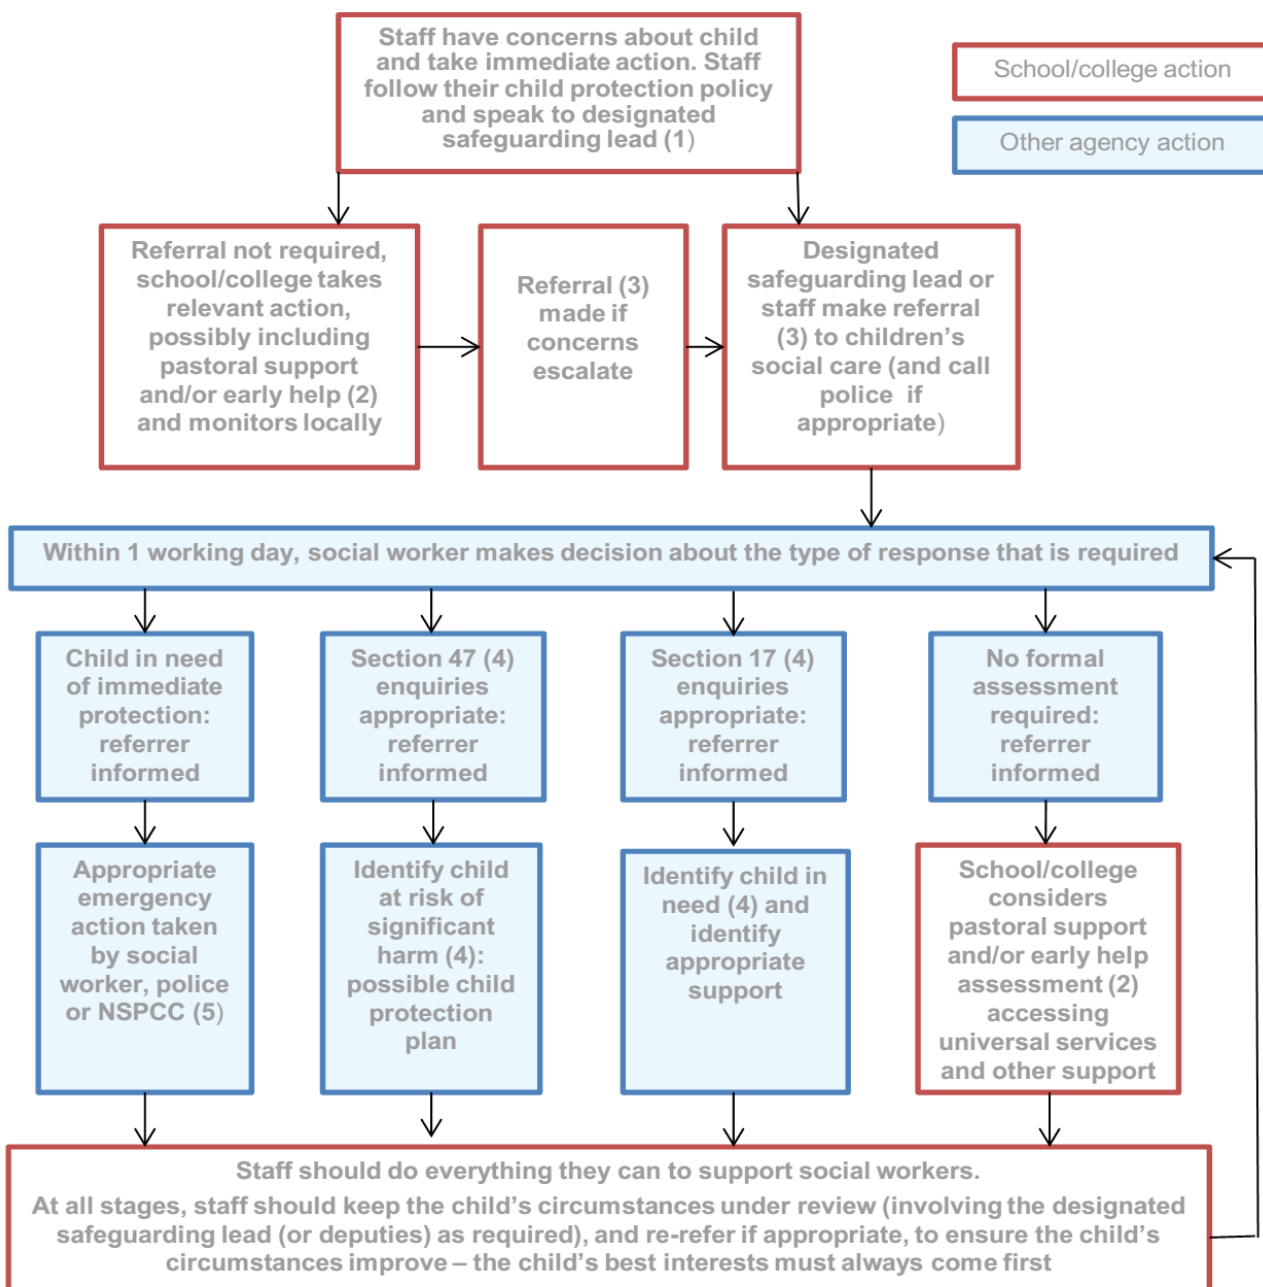 Staff have concerns about child
and take immediate action. Staff
follow their child protection policy
and speak to designated
safeguarding lead (1)
School/college action
Other agency action
Referral not required,
school/college takes
relevant action,
possibly including
pastoral support
and/or early help (2)
and monitors locally
Referral (3)
made if
concerns
escalate
Designated
safeguarding lead or
staff make referral
(3) to children’s
social care (and call
police if
appropriate)
Within 1 working day, social worker makes decision about the type of response that is required
Child in need
of immediate
protection:
referrer
informed
Section 47 (4)
enquiries
appropriate:
referrer
informed
Section 17 (4)
enquiries
appropriate:
referrer
informed
No formal
assessment
required:
referrer
informed
Appropriate
emergency
action taken
by social
worker, police
or NSPCC (5)
Identify child
at risk of
significant
harm (4):
possible child
protection
plan
Identify child in
need (4) and
identify
appropriate
support
School/college
considers
pastoral support
and/or early help
assessment (2)
accessing
universal services
and other support
Staff should do everything they can to support social workers.
At all stages, staff should keep the child’s circumstances under review (involving the designated
safeguarding lead (or deputies) as required), and re-refer if appropriate, to ensure the child’s
circumstances improve – the child’s best interests must always come first